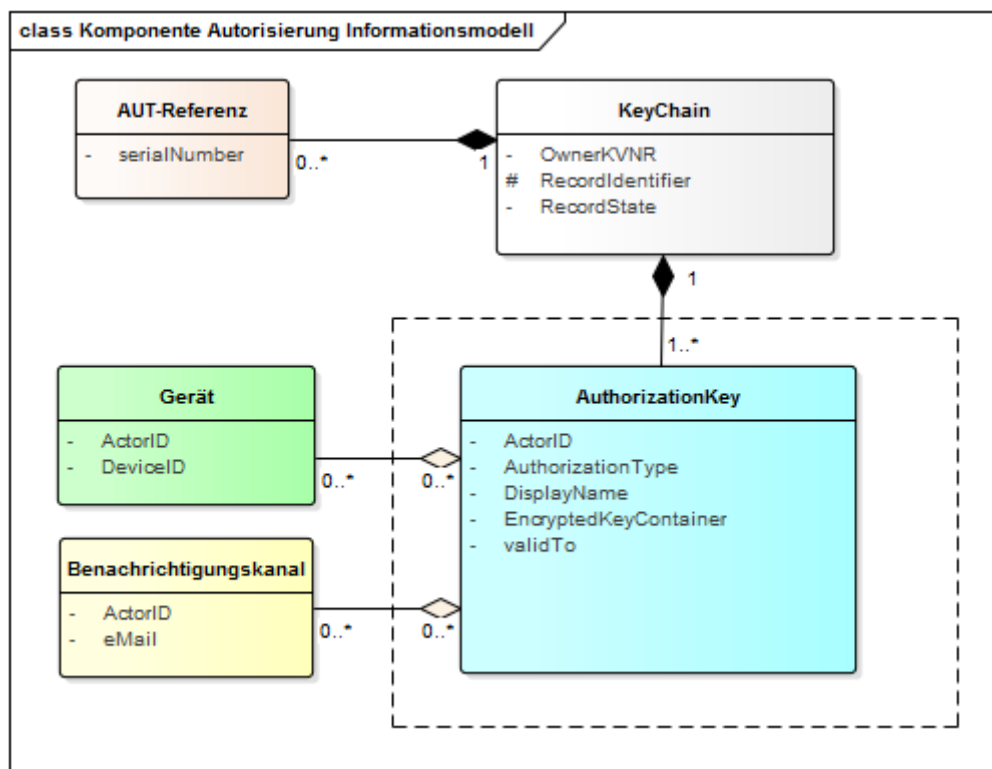 class Komponente Autorisierung Informationsmodell
AUT-Referenz
- serialNumber
0..*
1
KeyChain
- OwnerKVNR
# RecordIdentifier
- RecordState
1
1..*
Gerät
- ActorID
- DeviceID
0..*
0..*
AuthorizationKey
- ActorID
- AuthorizationType
- DisplayName
- EncryptedKeyContainer
- validTo
Benachrichtigungskanal
- ActorID
- eMail
0..*
0..*